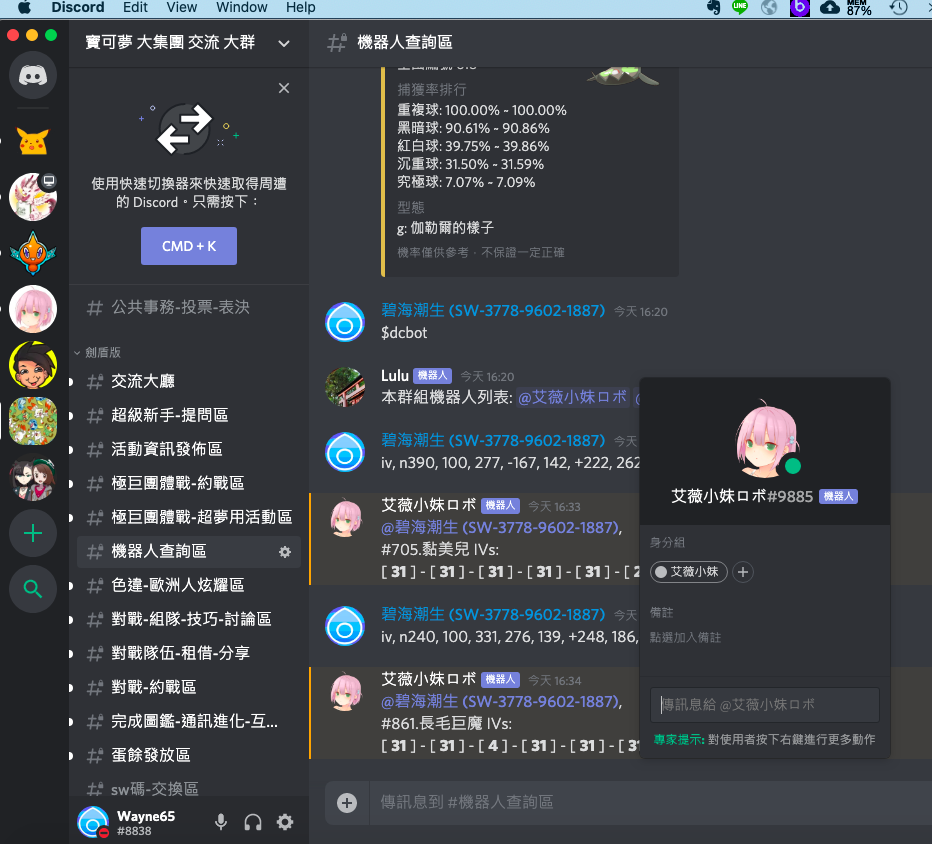 Discord Edit View Window Help
MEM
87%
寶可夢 大集團 交流 大群
機器人查詢區
使用快速切換器來快速取得周遭
的 Discord。只需按下：
CMD + K
公共事務-投票-表決
劍盾版
交流大廳
超級新手-提問區
活動資訊發佈區
極巨團體戰-約戰區
極巨團體戰-超夢用活動區
機器人查詢區
色違-歐洲人炫耀區
對戰-組隊-技巧-討論區
對戰隊伍-租借-分享
對戰-約戰區
完成圖鑑-通訊進化-互...
蛋餘發放區
sw碼-交換區
Wayne65
#8838
捕獲率排行
重複球: 100.00% ~ 100.00%
黑暗球: 90.61% ~ 90.86%
紅白球: 39.75% ~ 39.86%
沉重球: 31.50% ~ 31.59%
究極球: 7.07% ~ 7.09%
型態
g: 伽勒爾的樣子
機率僅供參考，不保證一定正確
碧海潮生 (SW-3778-9602-1887) 今天 16:20
$dcbot
Lulu 機器人 今天 16:20
本群組機器人列表: @艾薇小妹ロボ @
碧海潮生 (SW-3778-9602-1887) 今天
iv, n390, 100, 277, -167, 142, +222, 262
艾薇小妹ロボ 機器人 今天 16:33
@碧海潮生 (SW-3778-9602-1887),
#705.黏美兒 IVs:
[ 31 ] - [ 31 ] - [ 31 ] - [ 31 ] - [ 31 ] - [ 2
碧海潮生 (SW-3778-9602-1887) 今天
iv, n240, 100, 331, 276, 139, +248, 186,
艾薇小妹ロボ 機器人 今天 16:34
@碧海潮生 (SW-3778-9602-1887),
#861.長毛巨魔 IVs:
[ 31 ] - [ 31 ] - [ 4 ] - [ 31 ] - [ 31 ] - [ 31
傳訊息到 #機器人查詢區
艾薇小妹ロボ#9885 機器人
身分組
艾薇小妹
備註
點選加入備註
傳訊息給 @艾薇小妹ロボ
專家提示: 對使用者按下右鍵進行更多動作